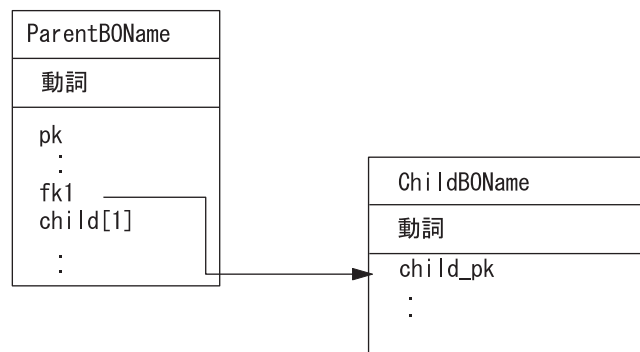 ParentBOName
動詞
pk
.
.
fk1
child[1]
.
.
ChildBOName
動詞
child_pk
.
.